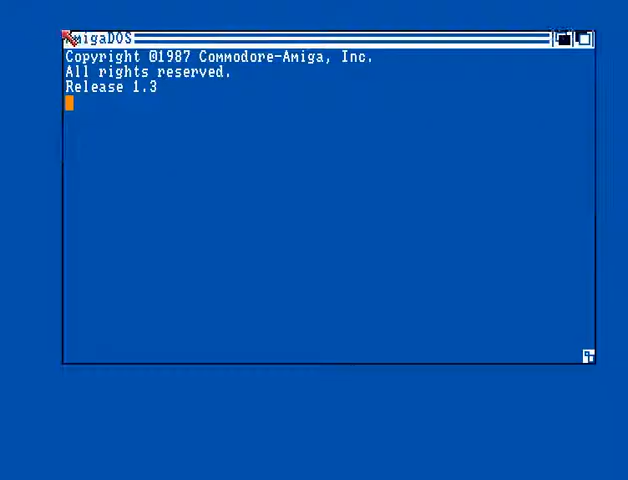 AmigaDOS
Copyright ©1987 Commodore-Amiga, Inc.
All rights reserved.
Release 1.3